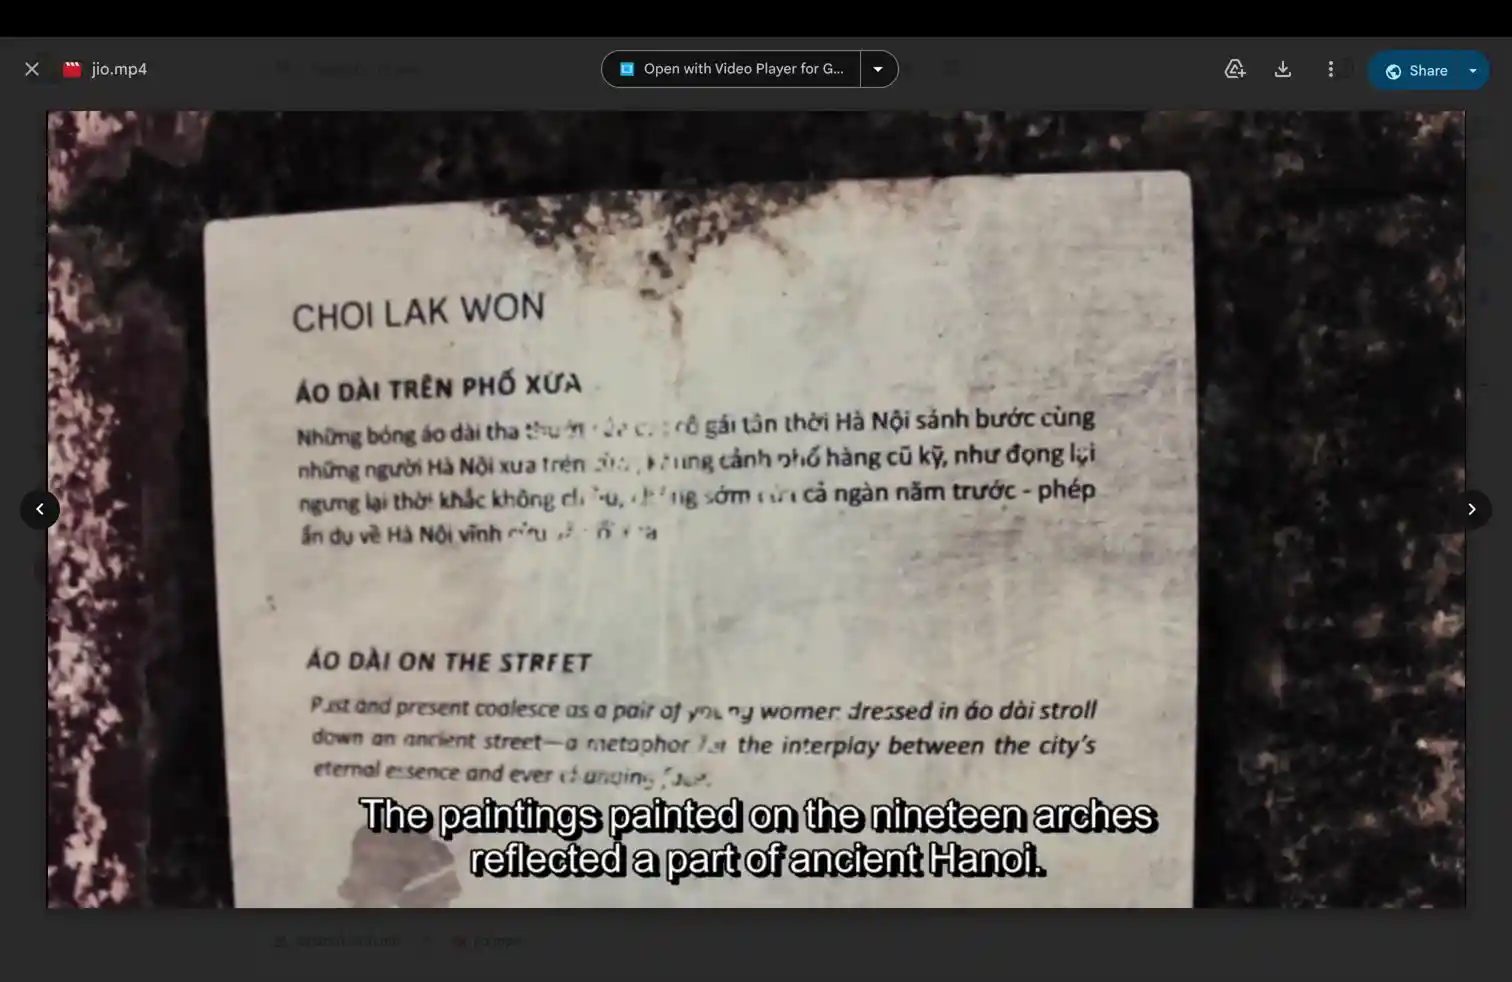 jio.mp4
Open with Video Player for G...
Share
CHOI LAK WON
ÁO DÀI TRÊN PHỐ XƯA
Những bóng áo dài tha gái tân thời Hà Nội sánh bước cùng
những người Hà Nội xưa trên cảnh phố hàng cũ kỹ, như đọng lại
ngưng lại thời khắc không sớm cả ngàn năm trước - phép
ẩn dụ về Hà Nội vĩnh
ÁO DÀI ON THE STREET
Past and present coalesce as a pair of young women dressed in áo dài stroll
down an ancient street—a metaphor for the interplay between the city's
eternal essence and ever changing
The paintings painted on the nineteen arches
reflected a part of ancient Hanoi.